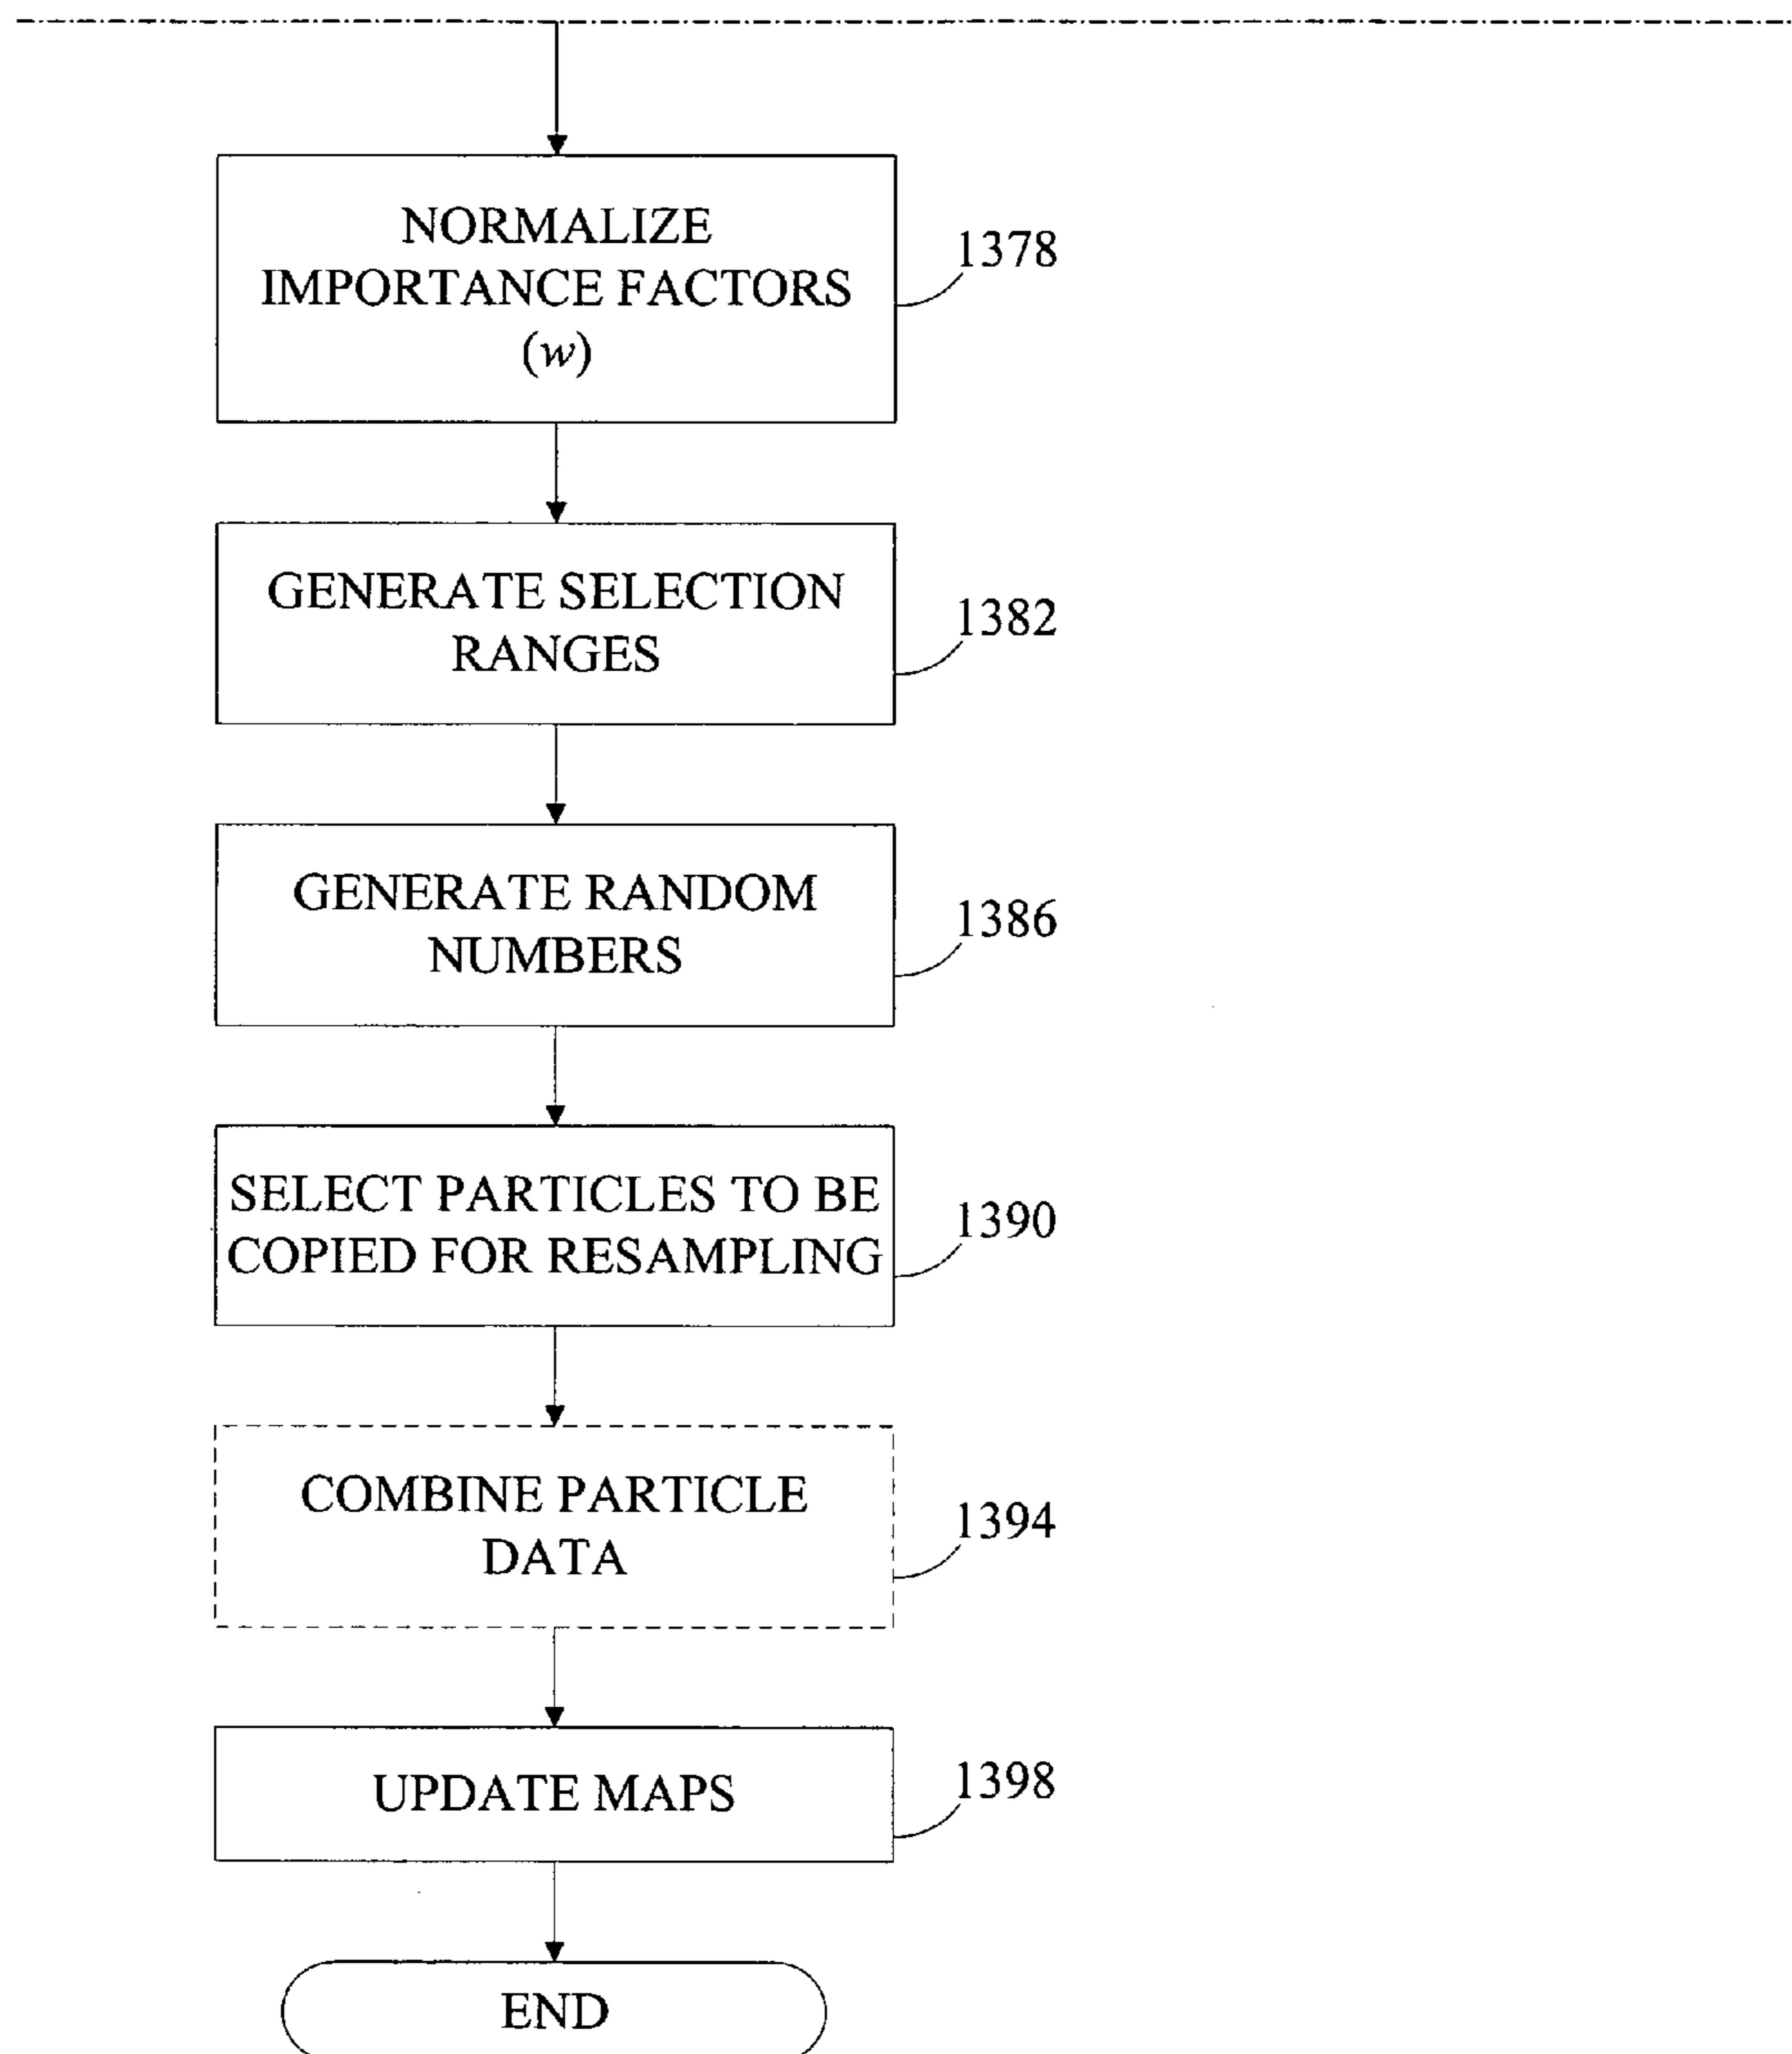 NORMALIZE
IMPORTANCE FACTORS
(w)
1378
GENERATE SELECTION
RANGES
1382
GENERATE RANDOM
NUMBERS
1386
SELECT PARTICLES TO BE
COPIED FOR RESAMPLING
1390
COMBINE PARTICLE
DATA
1394
UPDATE MAPS
1398
END